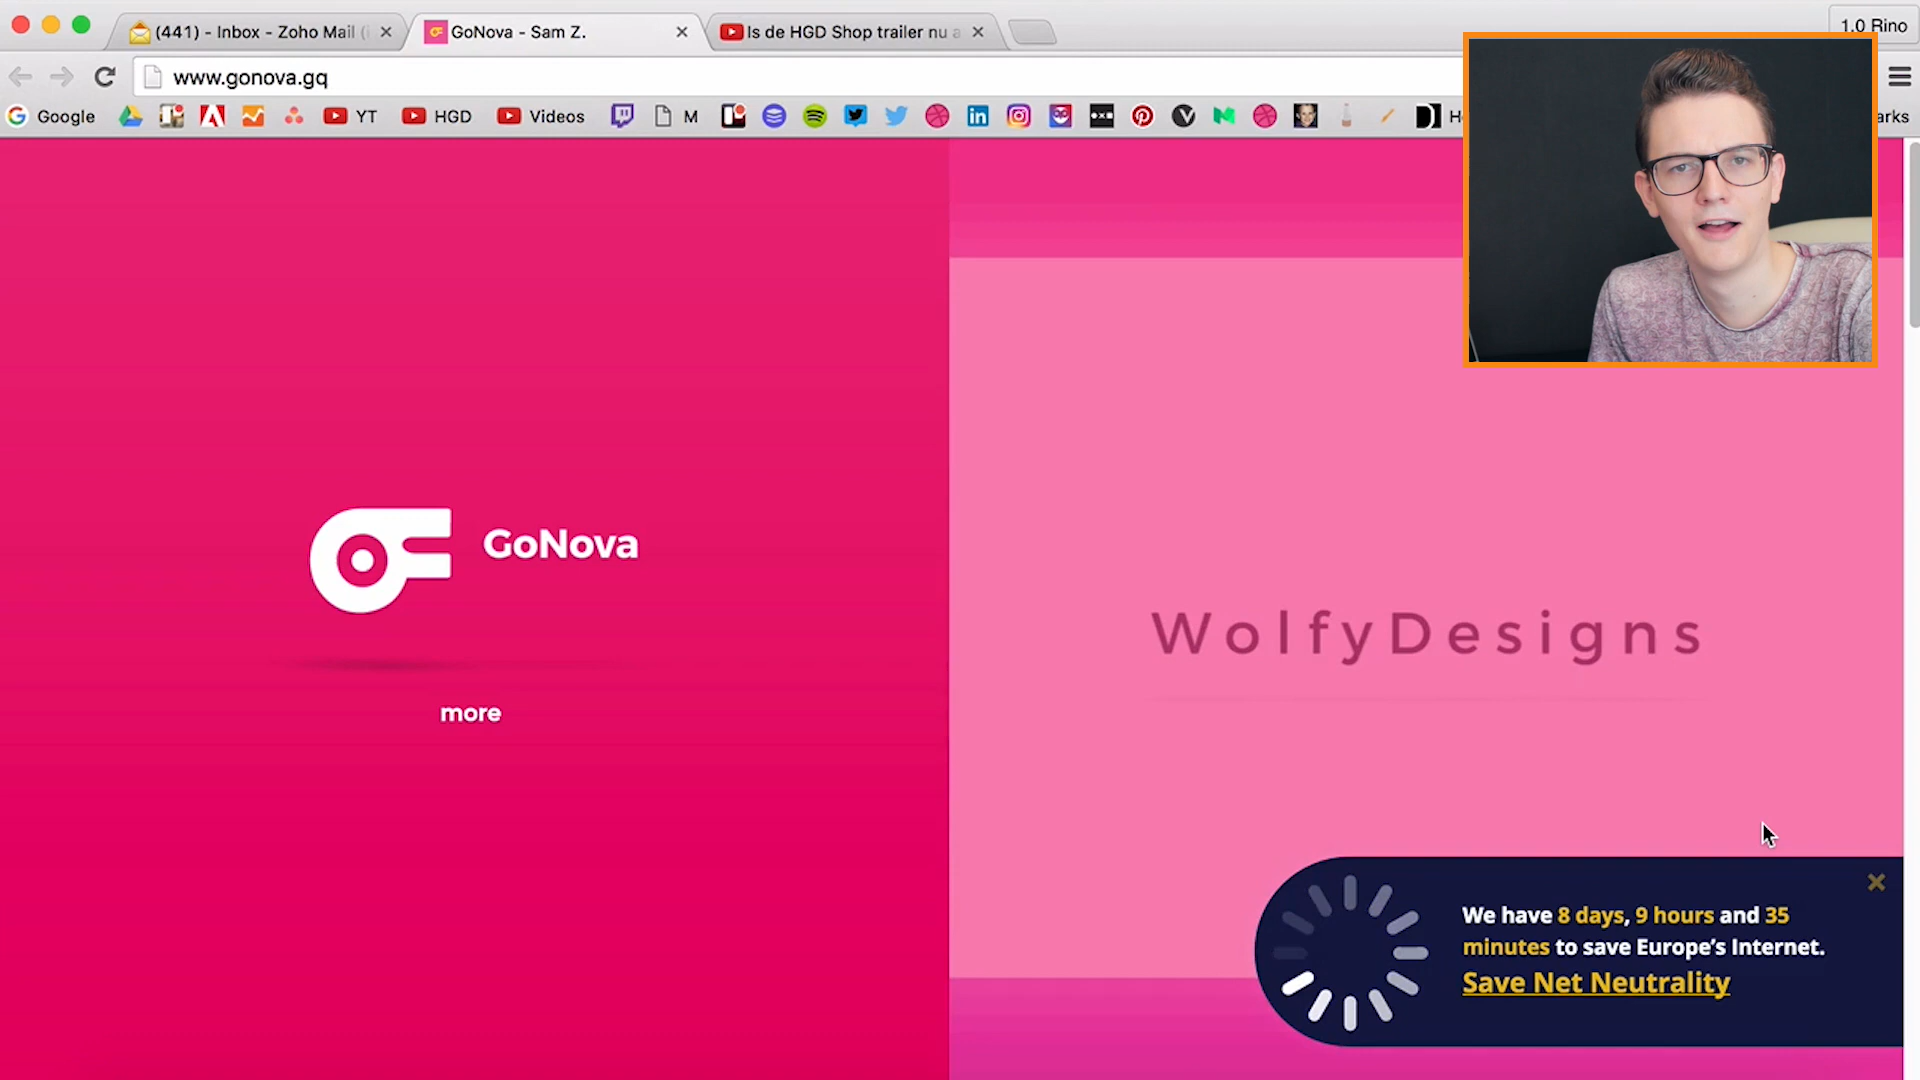 (441) - Inbox - Zoho Mail (
GoNova - Sam Z.
Is de HGD Shop trailer nu a
1.0 Rino
www.gonova.gq
Google
YT
HGD
Videos
M
GoNova
more
WolfyDesigns
We have 8 days, 9 hours and 35
minutes to save Europe's Internet.
Save Net Neutrality